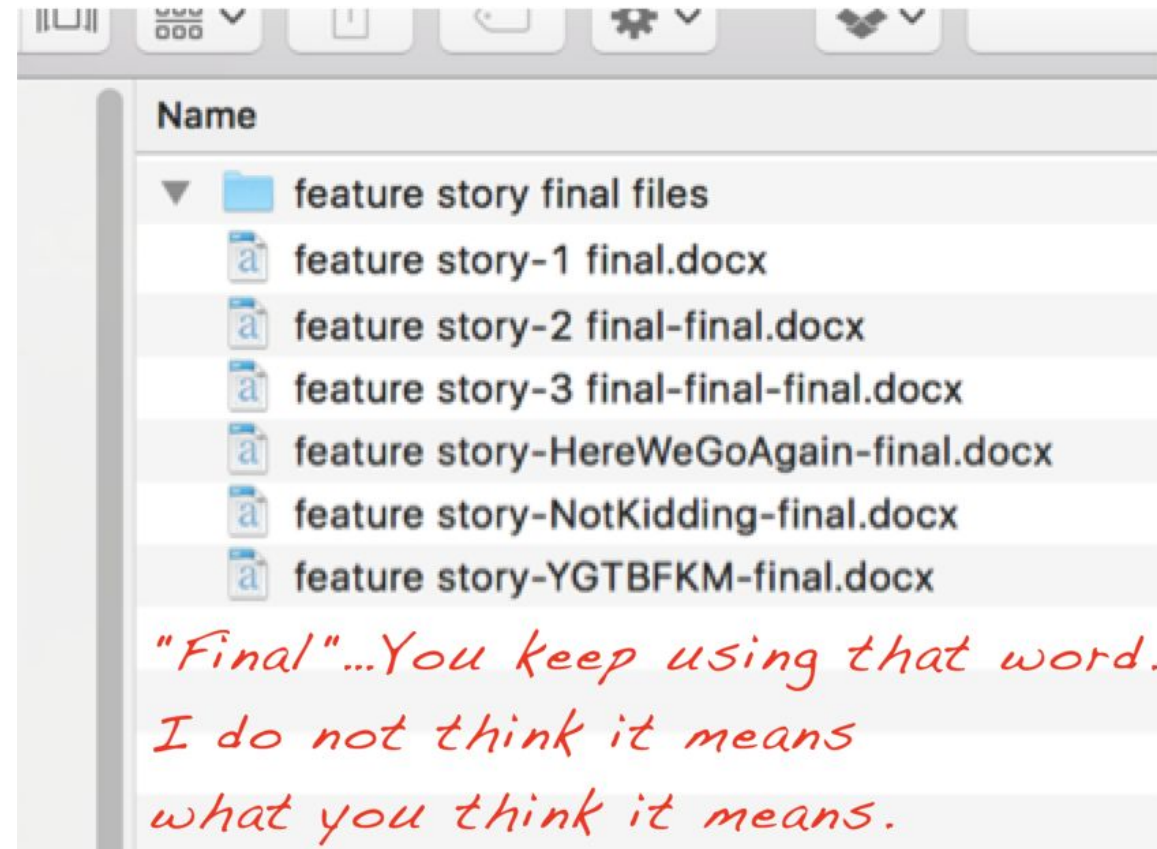 Name
feature story final files
feature story-1 final.docx
feature story-2 final-final.docx
feature story-3 final-final-final.docx
feature story-HereWeGoAgain-final.docx
feature story-NotKidding-final.docx
feature story-YGTBFKM-final.docx
"Final"...You keep using that word.
I do not think it means
what you think it means.